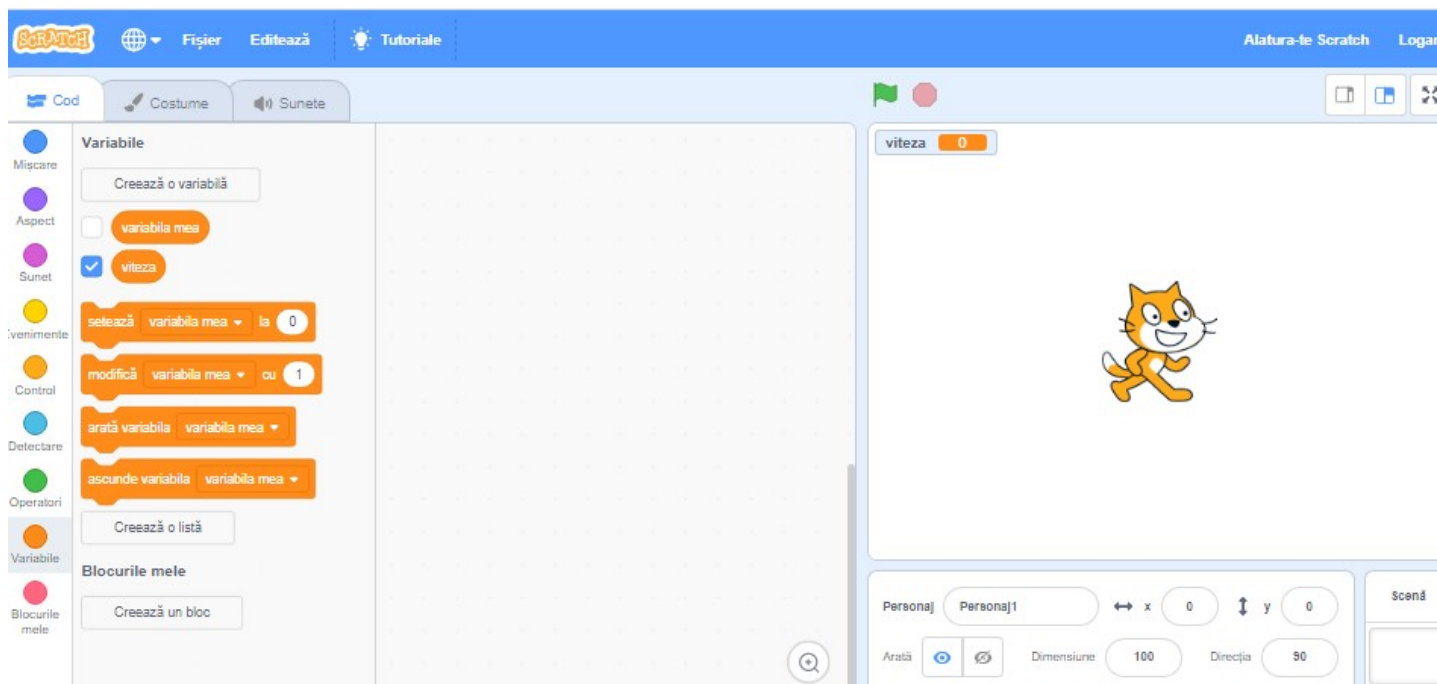 SCRATCH Fișier Editează Tutoriale Alatura-te Scratch Logar
Cod Costume Sunete
Mișcare
Aspect
Sunet
venimente
Control
Detectare
Operatori
Variabile
Blocurile
mele
Variabile
Creează o variabilă
variabila mea
viteza
setează variabila mea la 0
modifică variabila mea cu 1
arată variabila variabila mea
ascunde variabila variabila mea
Creează o listă
Blocurile mele
Creează un bloc
viteza 0
Personaj Personaj1 x 0 y 0
Arată Dimensiune 100 Direcția 90
Scenă